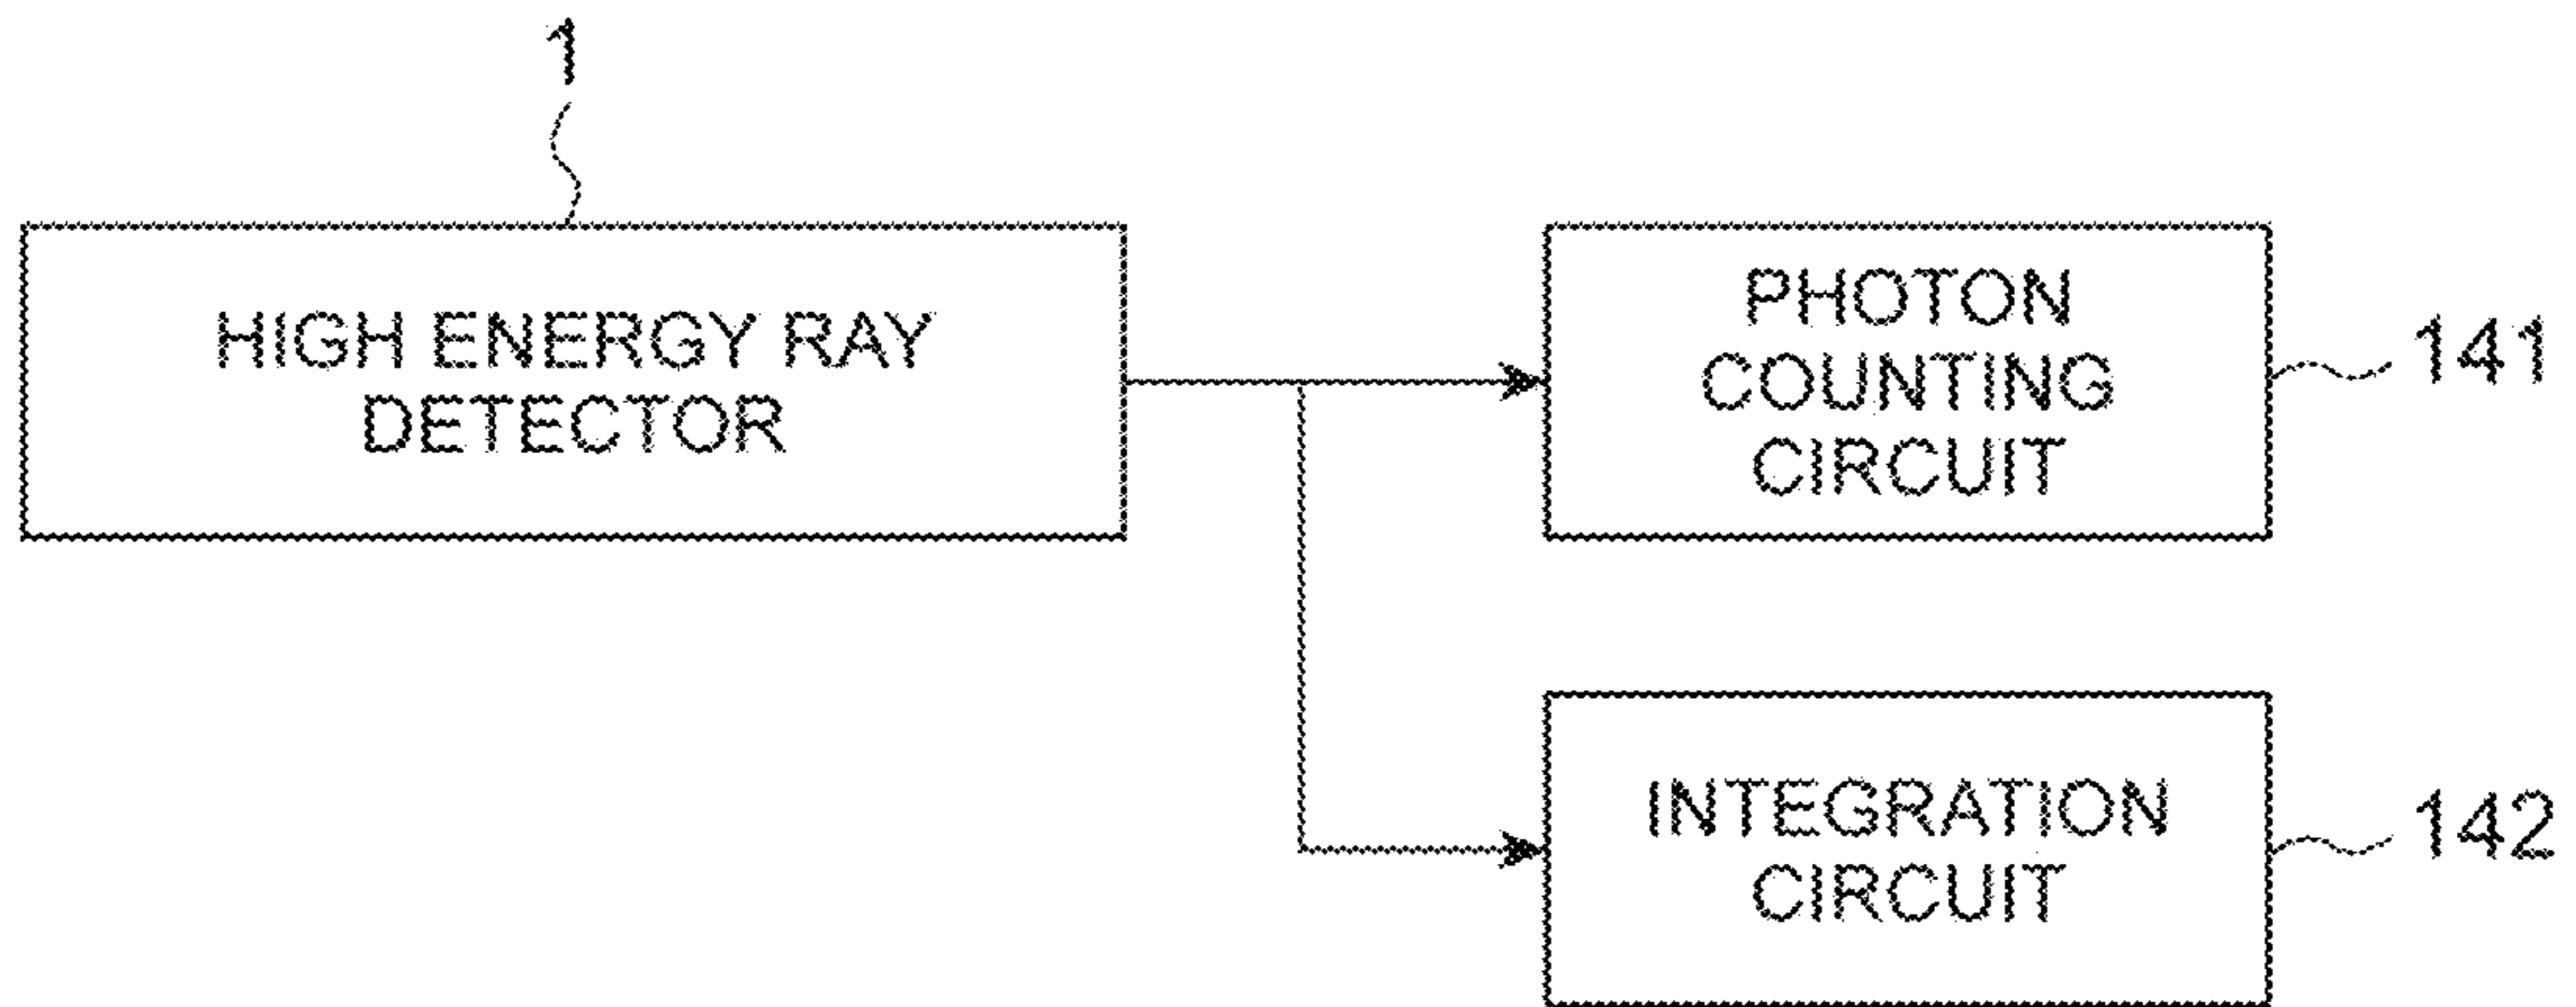 1
HIGH ENERGY RAY
DETECTOR
PHOTON
COUNTING
CIRCUIT
141
INTEGRATION
CIRCUIT
142